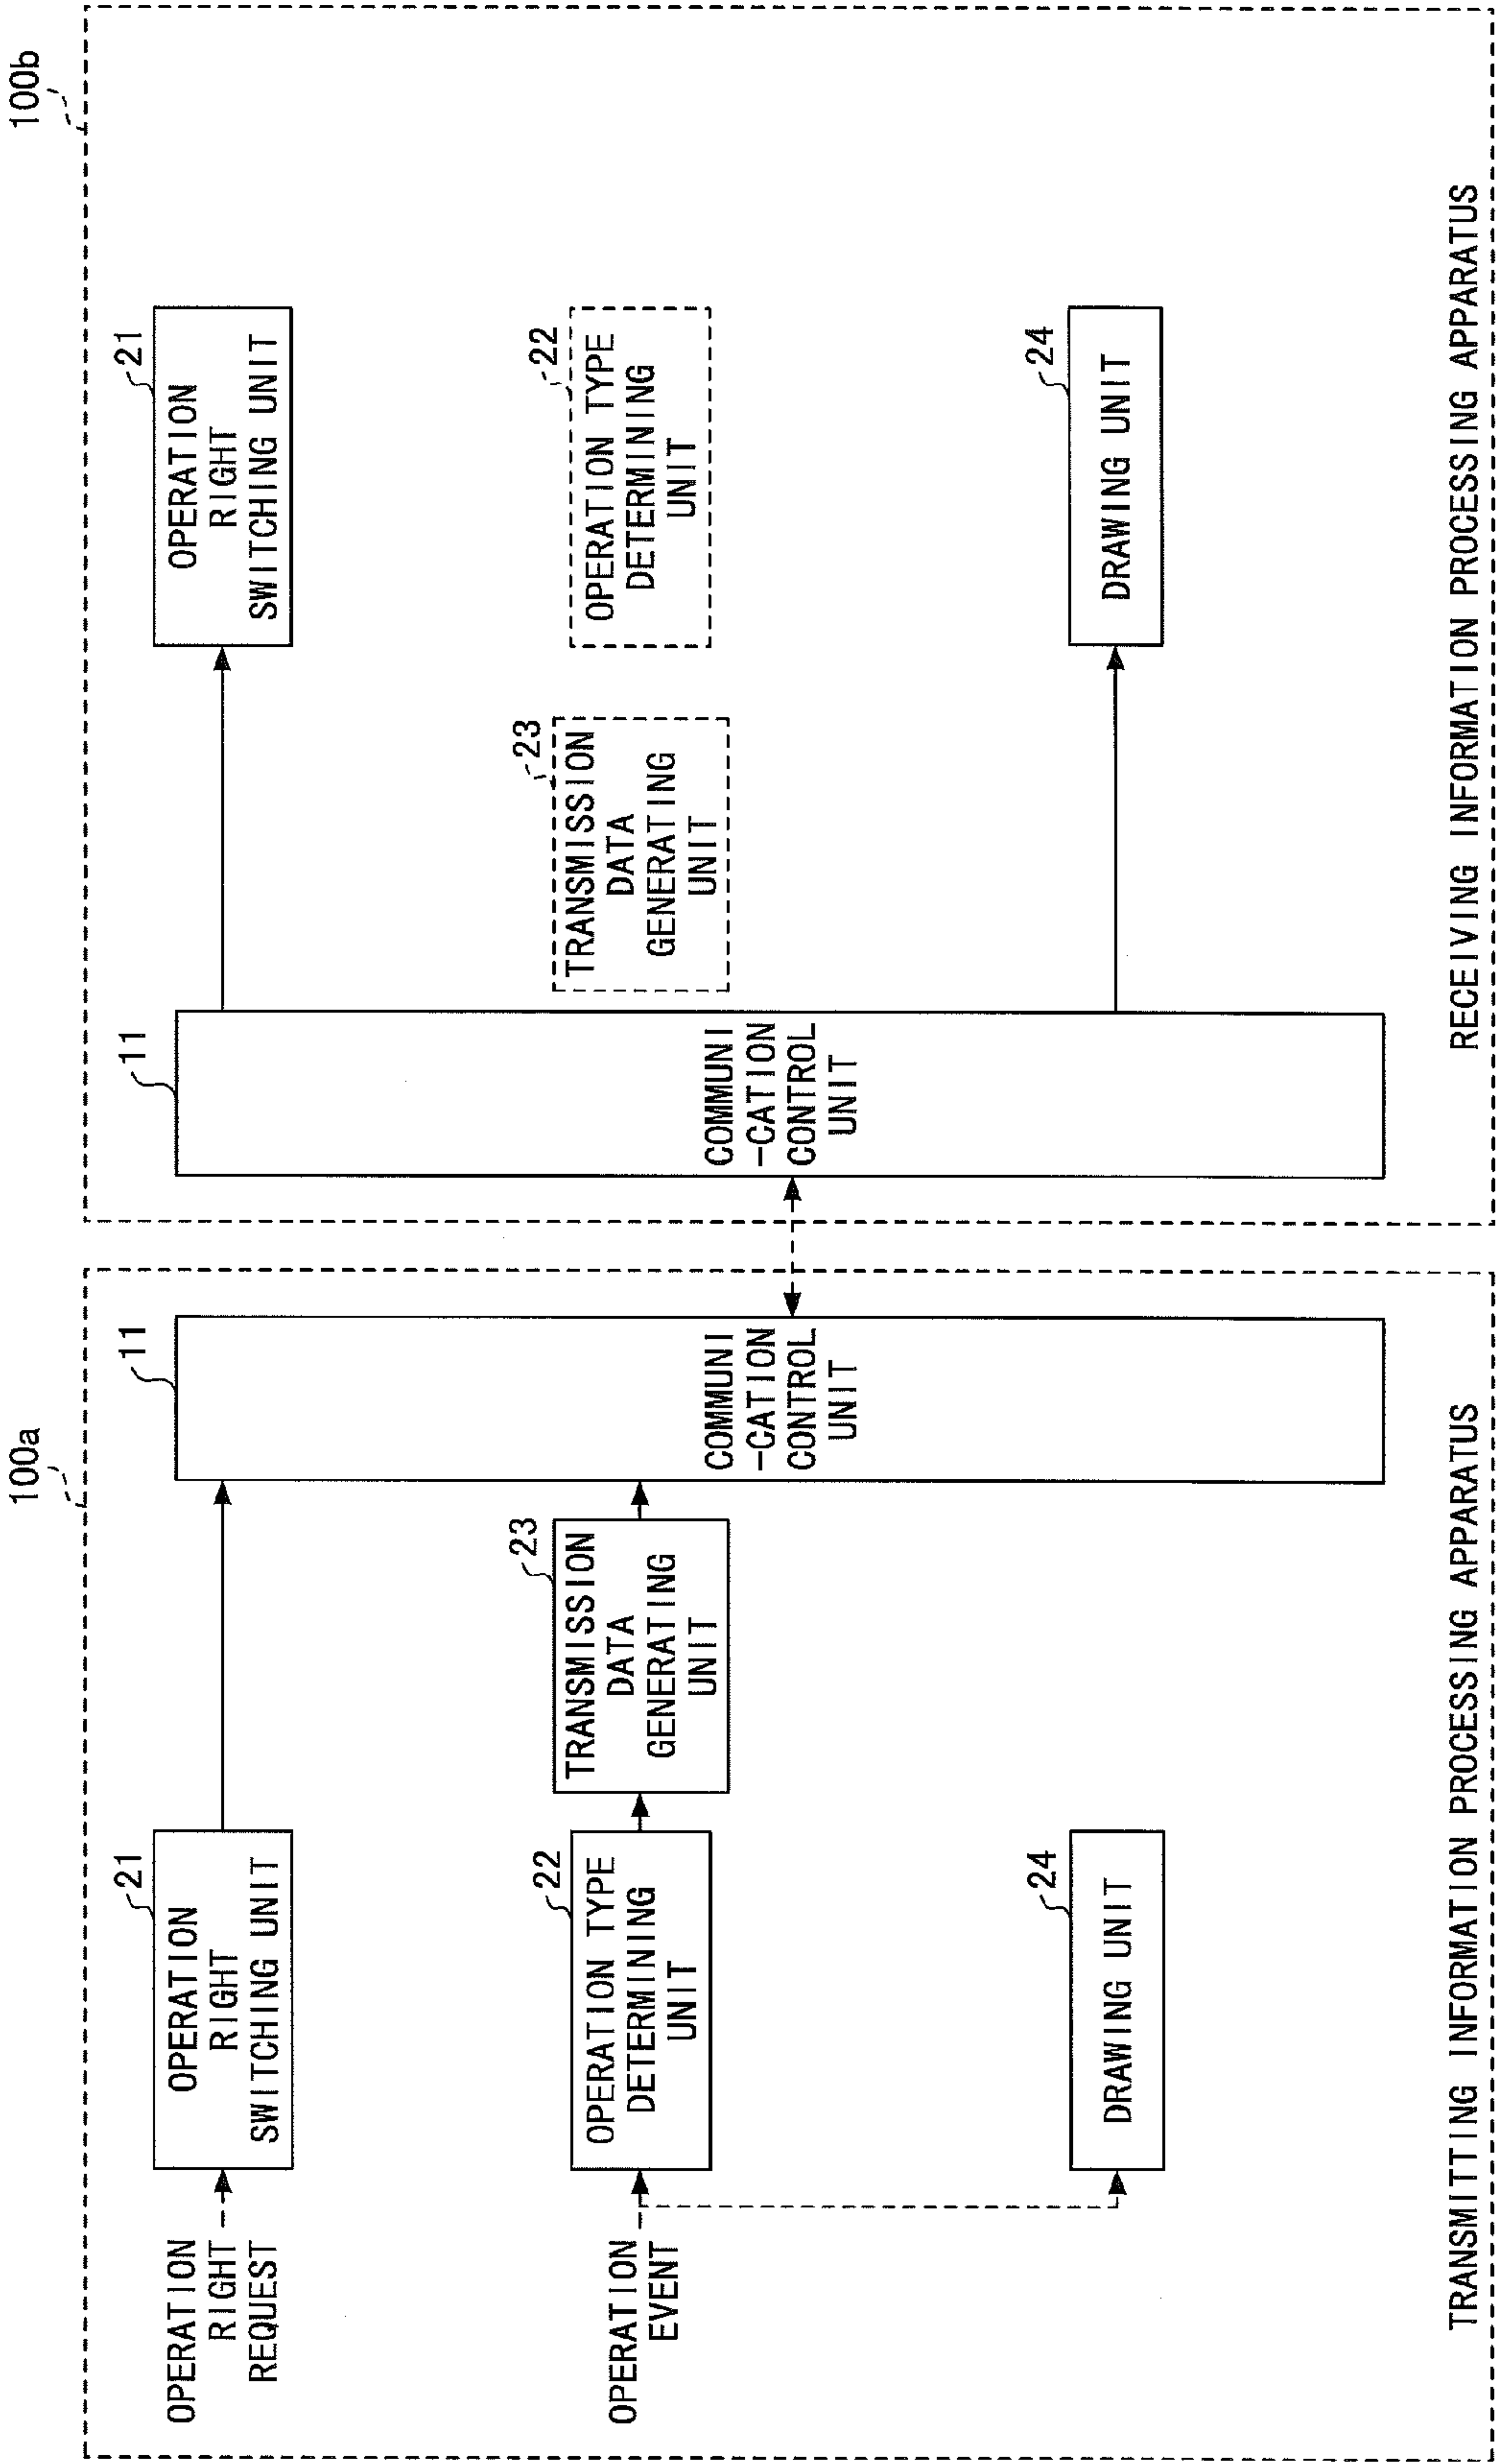 100a
OPERATION
RIGHT
REQUEST
21
OPERATION
RIGHT
SWITCHING UNIT
11
COMMUNI
-CATION
CONTROL
UNIT
OPERATION
EVENT
22
OPERATION TYPE
DETERMINING
UNIT
23
TRANSMISSION
DATA
GENERATING
UNIT
24
DRAWING UNIT
TRANSMITTING INFORMATION PROCESSING APPARATUS
100b
11
COMMUNI
-CATION
CONTROL
UNIT
21
OPERATION
RIGHT
SWITCHING UNIT
23
TRANSMISSION
DATA
GENERATING
UNIT
22
OPERATION TYPE
DETERMINING
UNIT
24
DRAWING UNIT
RECEIVING INFORMATION PROCESSING APPARATUS